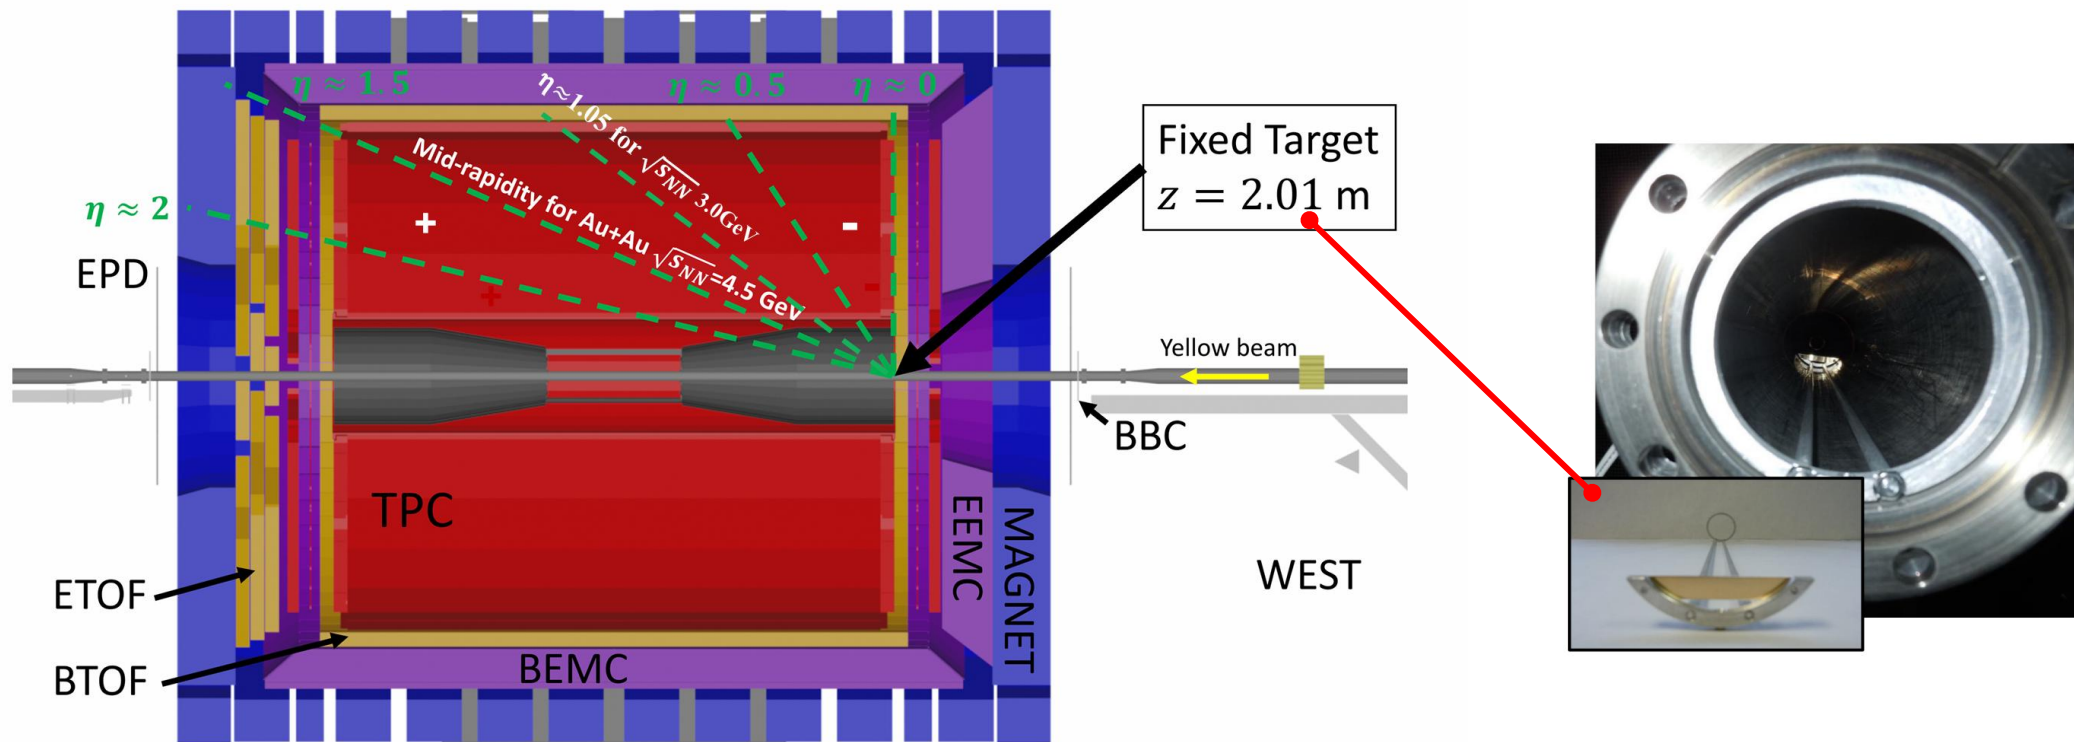 η ≈ 1.5
η≈1.05 for √sNN 3.0GeV
η ≈ 0.5
η ≈ 0
Mid-rapidity for Au+Au √sNN=4.5 GeV
η ≈ 2
+
-
+
-
Fixed Target
z = 2.01 m
EPD
Yellow beam
BBC
TPC
EEMC
MAGNET
WEST
ETOF
BTOF
BEMC